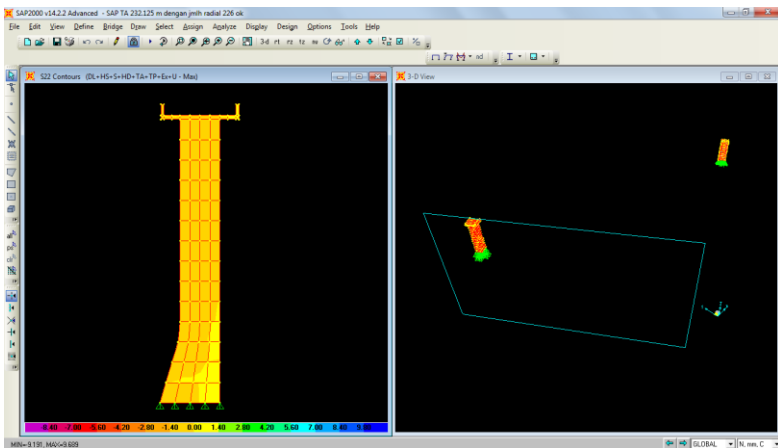 SAP2000 v14.2.2 Advanced - SAP TA 232.125 m dengan jmlh radial 226 ok
File Edit View Define Bridge Draw Select Assign Analyze Display Design Options Tools Help
3-d
nd
S22 Contours (DL+HS+S+HD+TA+TP+Ex+U - Max)
3-D View
-8.40 -7.00 -5.60 -4.20 -2.80 -1.40 0.00 1.40 2.80 4.20 5.60 7.00 8.40 9.80
MIN=-9.191, MAX=9.689
GLOBAL
N, mm, C